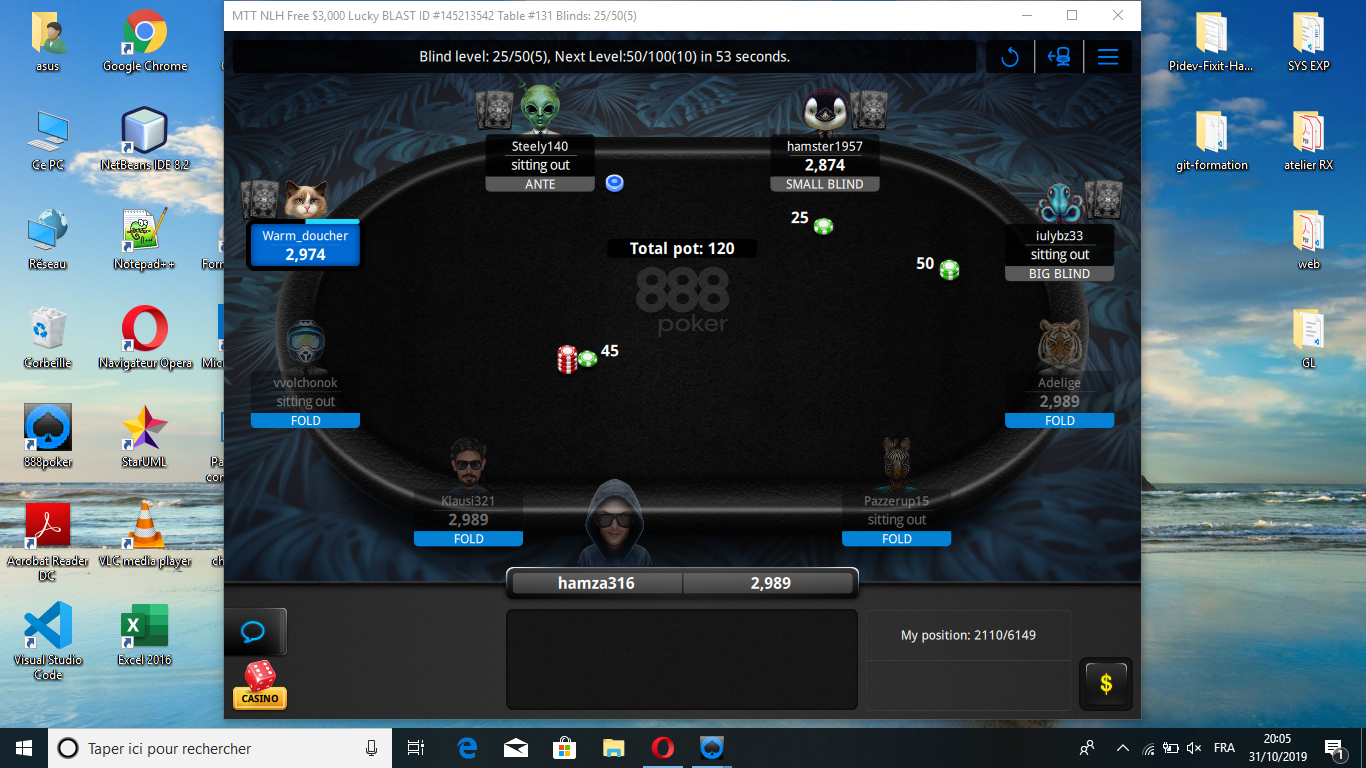 MTT NLH Free $3,000 Lucky BLAST ID #145213542 Table #131 Blinds: 25/50(5)
Blind level: 25/50(5), Next Level:50/100(10) in 53 seconds.
asus
Google Chrome
Ce PC
NetBeans IDE 8.2
Réseau
Notepad++
Corbeille
Navigateur Opera
888poker
StarUML
Acrobat Reader
DC
VLC media player
Visual Studio
Code
Excel 2016
Steely140
sitting out
ANTE
hamster1957
2,874
SMALL BLIND
Warm_doucher
2,974
iulybz33
sitting out
BIG BLIND
25
50
Total pot: 120
888
poker
45
vvolchonok
sitting out
FOLD
Adelige
2,989
FOLD
Klausi321
2,989
FOLD
Pazzerup15
sitting out
FOLD
hamza316
2,989
My position: 2110/6149
CASINO
$
Pidev-Fixit-Ha...
SYS EXP
git-formation
atelier RX
web
GL
Taper ici pour rechercher
FRA
20:05
31/10/2019
1